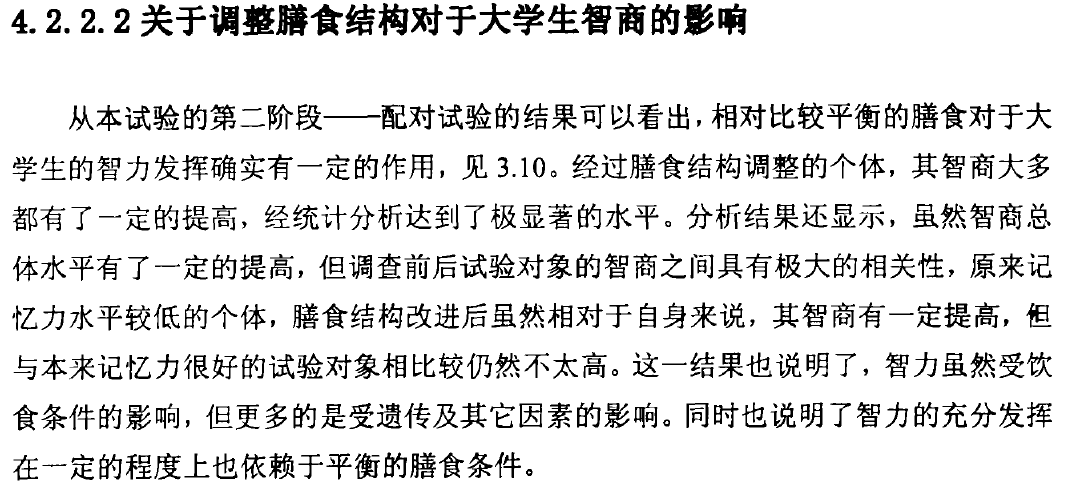 4.2.2.2关于调整膳食结构对于大学生智商的影响
从本试验的第二阶段——配对试验的结果可以看出，相对比较平衡的膳食对于大
学生的智力发挥确实有一定的作用，见 3.10。经过膳食结构调整的个体，其智商大多
都有了一定的提高，经统计分析达到了极显著的水平。分析结果还显示，虽然智商总
体水平有了一定的提高，但调查前后试验对象的智商之间具有极大的相关性，原来记
忆力水平较低的个体，膳食结构改进后虽然相对于自身来说，其智商有一定提高，但
与本来记忆力很好的试验对象相比较仍然不太高。这一结果也说明了，智力虽然受饮
食条件的影响，但更多的是受遗传及其它因素的影响。同时也说明了智力的充分发挥
在一定的程度上也依赖于平衡的膳食条件。